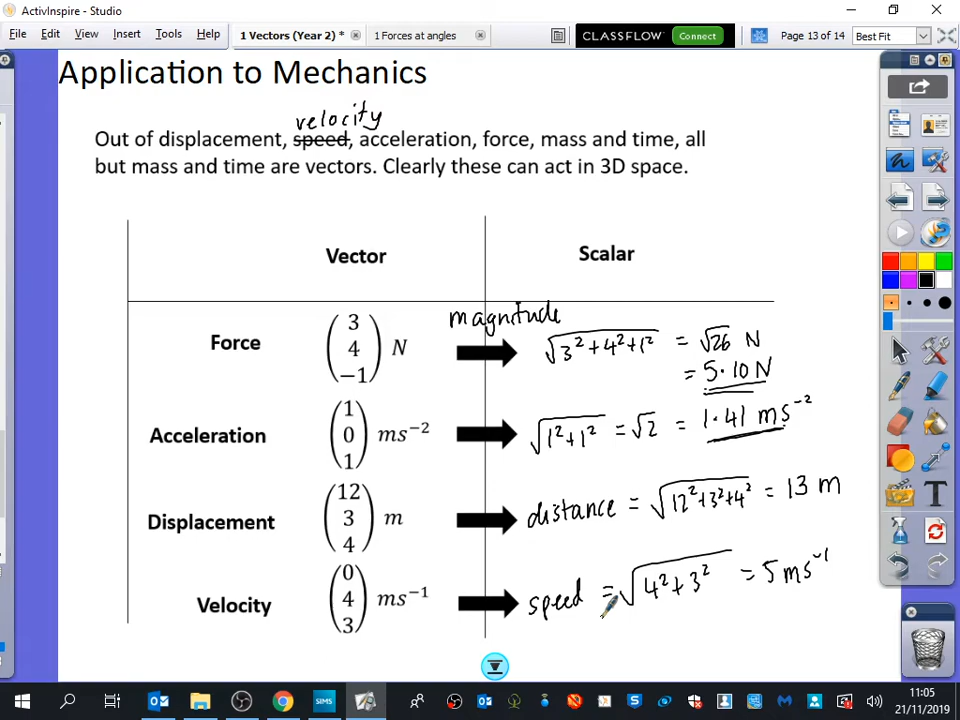 ActivInspire - Studio
File Edit View Insert Tools Help 1 Vectors (Year 2) * 1 Forces at angles CLASSFLOW Connect Page 13 of 14 Best Fit
Application to Mechanics
velocity
Out of displacement, speed, acceleration, force, mass and time, all
but mass and time are vectors. Clearly these can act in 3D space.
Vector Scalar
magnitude
Force (3 4 −1) N √3²+4²+1² = √26 N
= 5.10 N
Acceleration (1 0 1) ms⁻² √1²+1² = √2 = 1.41 ms⁻²
Displacement (12 3 4) m distance = √12²+3²+4² = 13 m
Velocity (0 4 3) ms⁻¹ speed = √4²+3² = 5 ms⁻¹
T
SIMS
11:05
21/11/2019